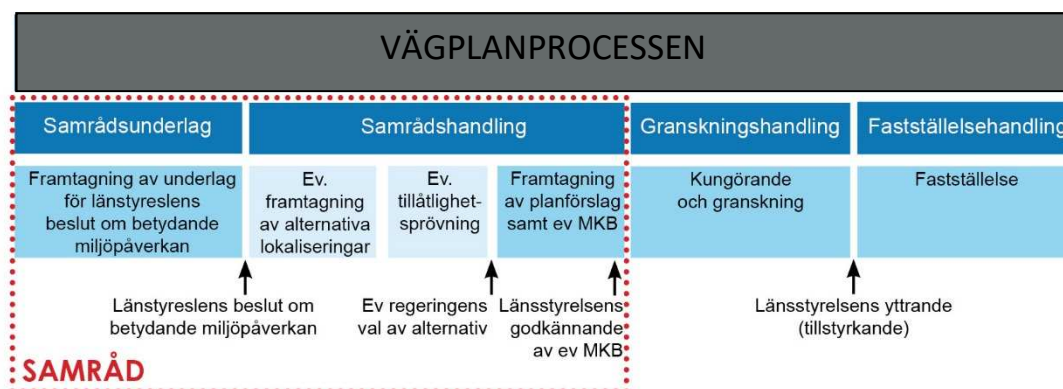 VÄGPLANPROCESSEN
Samrådsunderlag
Samrådshandling
Granskningshandling
Fastställelsehandling
Framtagning av underlag
för länstyreslens
beslut om betydande
miljöpåverkan
Ev.
framtagning
av alternativa
lokaliseringar
Ev.
tillåtlighet-
sprövning
Framtagning
av planförslag
samt ev MKB
Kungörande
och granskning
Fastställelse
Länstyreslens beslut om
betydande miljöpåverkan
Ev regeringens
val av alternativ
Länsstyrelsens
godkännande
av ev MKB
Länsstyrelsens yttrande
(tillstyrkande)
SAMRÅD